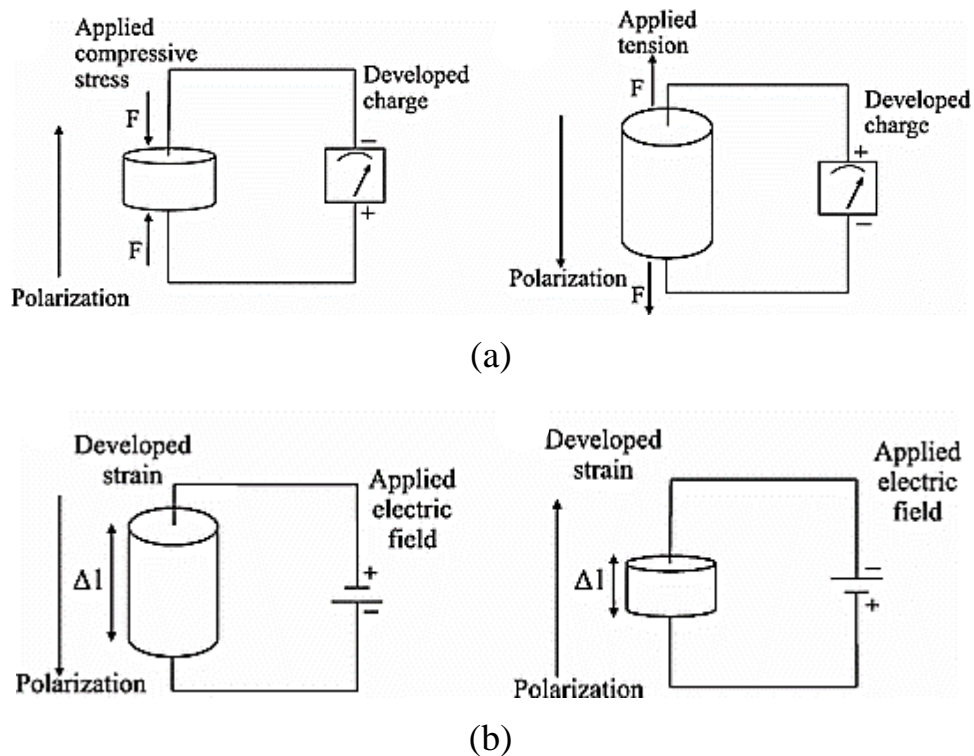 Applied
compressive
stress
F
Developed
charge
−
+
F
Polarization
Applied
tension
F
Developed
charge
+
−
Polarization
F
(a)
Developed
strain
Applied
electric
field
Δl
+
−
Polarization
Developed
strain
Applied
electric
field
Δl
−
+
Polarization
(b)